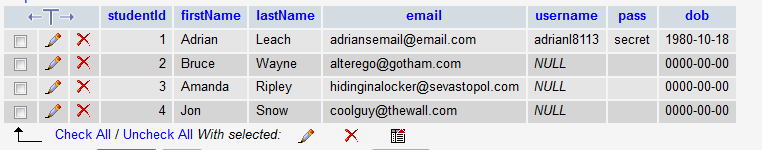 studentId firstName lastName email username pass dob
1 Adrian Leach adriansemail@email.com adrianl8113 secret 1980-10-18
2 Bruce Wayne alterego@gotham.com NULL 0000-00-00
3 Amanda Ripley hidinginalocker@sevastopol.com NULL 0000-00-00
4 Jon Snow coolguy@thewall.com NULL 0000-00-00
Check All / Uncheck All With selected: